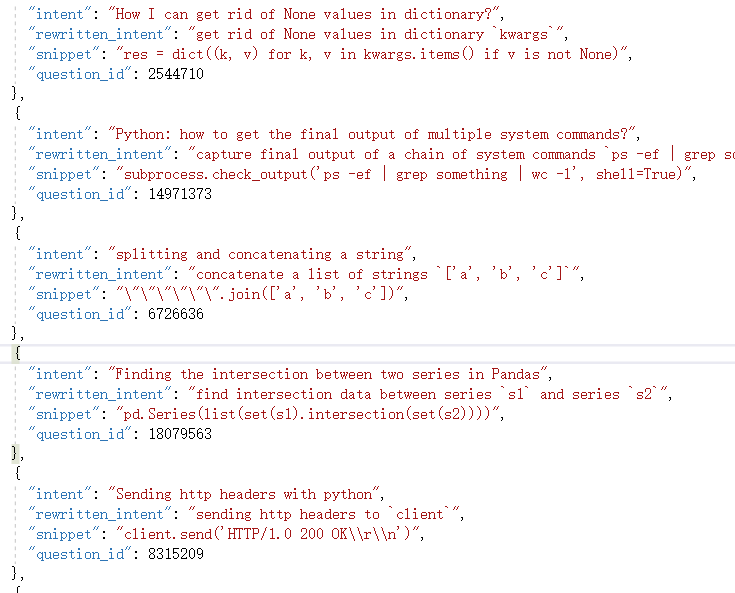 "intent": "How I can get rid of None values in dictionary?",
"rewritten_intent": "get rid of None values in dictionary `kwargs`",
"snippet": "res = dict((k, v) for k, v in kwargs.items() if v is not None)",
"question_id": 2544710
},
{
"intent": "Python: how to get the final output of multiple system commands?",
"rewritten_intent": "capture final output of a chain of system commands `ps -ef | grep so
"snippet": "subprocess.check_output('ps -ef | grep something | wc -l', shell=True)",
"question_id": 14971373
},
{
"intent": "splitting and concatenating a string",
"rewritten_intent": "concatenate a list of strings `['a', 'b', 'c']`",
"snippet": "\"\"\"\"\"\".join(['a', 'b', 'c'])",
"question_id": 6726636
},
{
"intent": "Finding the intersection between two series in Pandas",
"rewritten_intent": "find intersection data between series `s1` and series `s2`",
"snippet": "pd.Series(list(set(s1).intersection(set(s2))))",
"question_id": 18079563
},
{
"intent": "Sending http headers with python",
"rewritten_intent": "sending http headers to `client`",
"snippet": "client.send('HTTP/1.0 200 OK\\r\\n')",
"question_id": 8315209
},
{